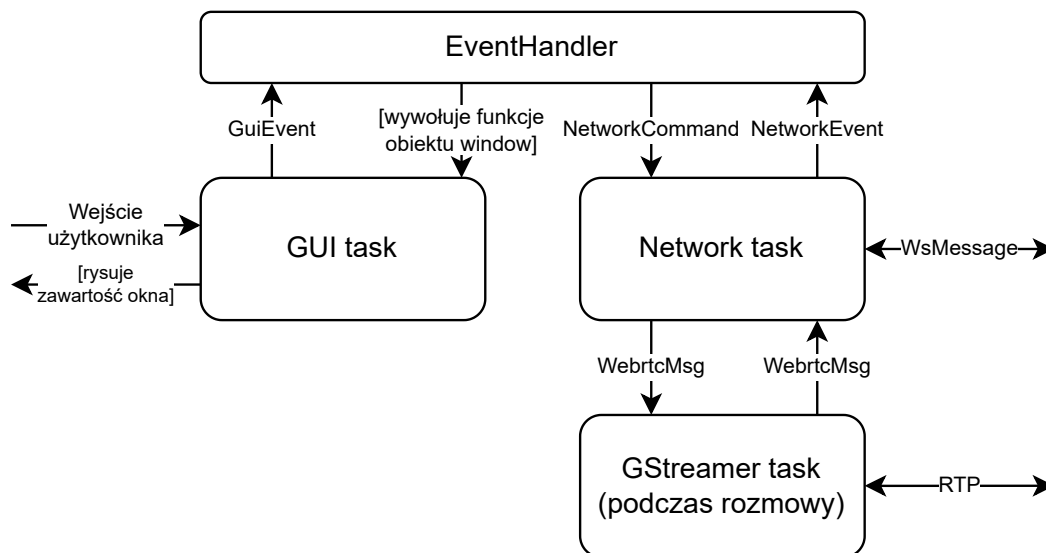 EventHandler
GuiEvent
[wywołuje funkcje
obiektu window]
NetworkCommand
NetworkEvent
Wejście
użytkownika
GUI task
[rysuje
zawartość okna]
Network task
WsMessage
WebrtcMsg
WebrtcMsg
GStreamer task
(podczas rozmowy)
RTP